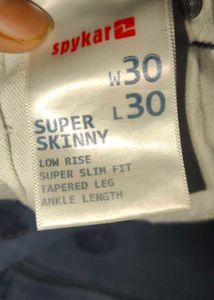 spykar
W30
L30
SUPER
SKINNY
LOW RISE
SUPER SLIM FIT
TAPERED LEG
ANKLE LENGTH